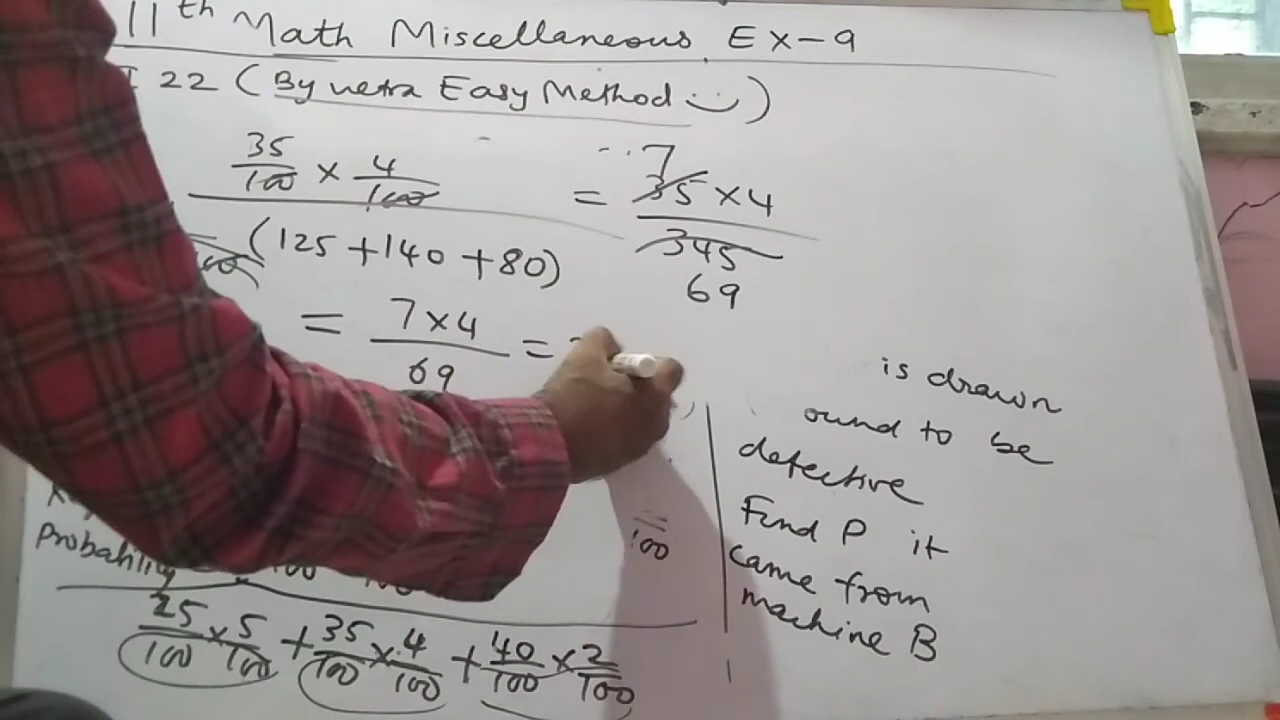 11th Math Miscellaneous Ex-9
I 22 (By netra Easy Method)
35/100 × 4/100
(125 + 140 + 80)
= 7 35 × 4 / 345 69
= 7 × 4 / 69 =
is drawn
ound to be
defective
Find P it
came from
machine B
100
Probability
25/100 × 5/100 + 35/100 × 4/100 + 40/100 × 2/100